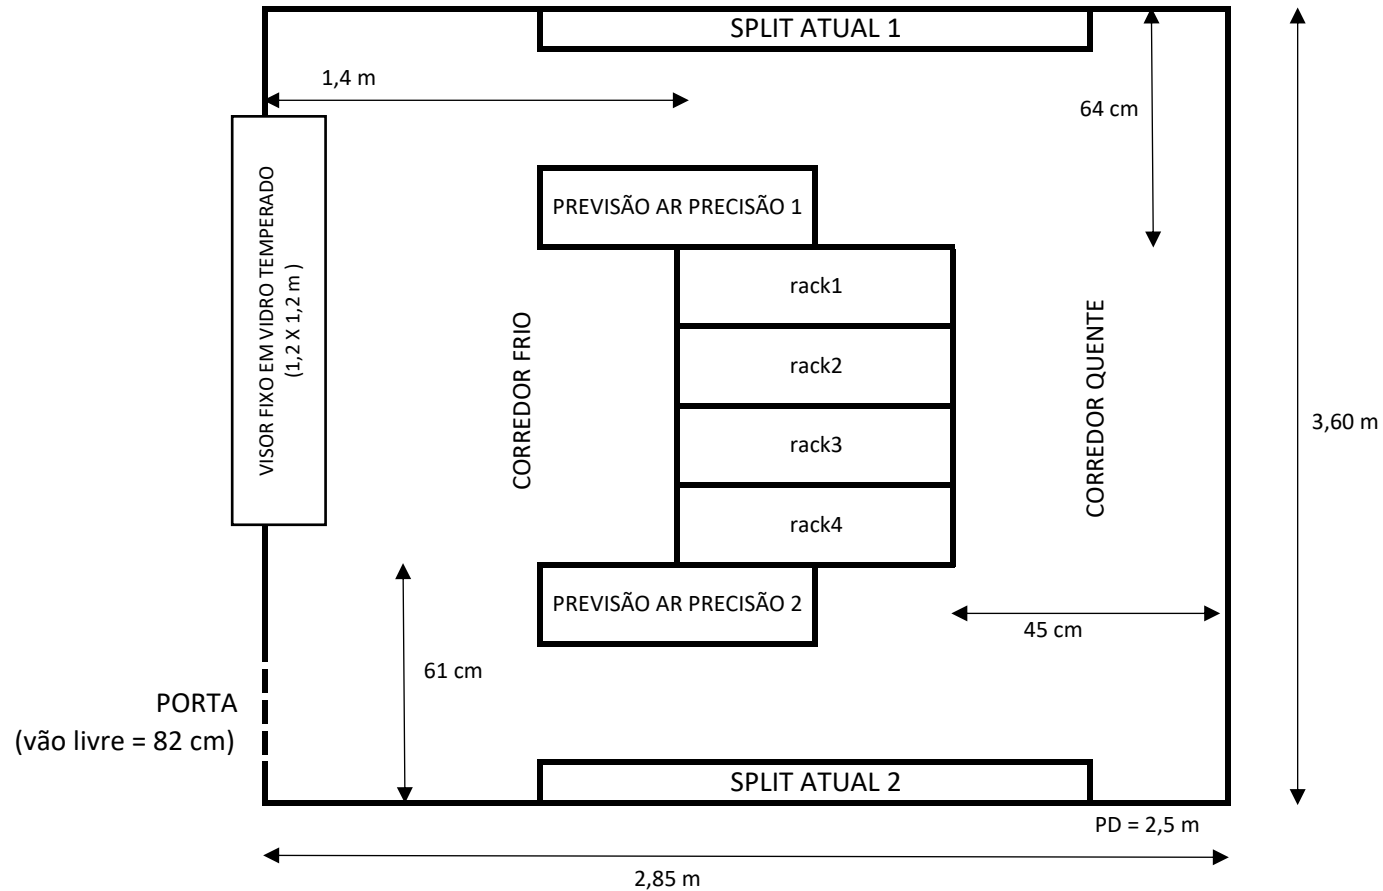 SPLIT ATUAL 1
1,4 m
64 cm
VISOR FIXO EM VIDRO TEMPERADO
(1,2 X 1,2 m )
PREVISÃO AR PRECISÃO 1
rack1
CORREDOR FRIO
rack2
CORREDOR QUENTE
3,60 m
rack3
rack4
PREVISÃO AR PRECISÃO 2
45 cm
61 cm
PORTA
(vão livre = 82 cm)
SPLIT ATUAL 2
PD = 2,5 m
2,85 m